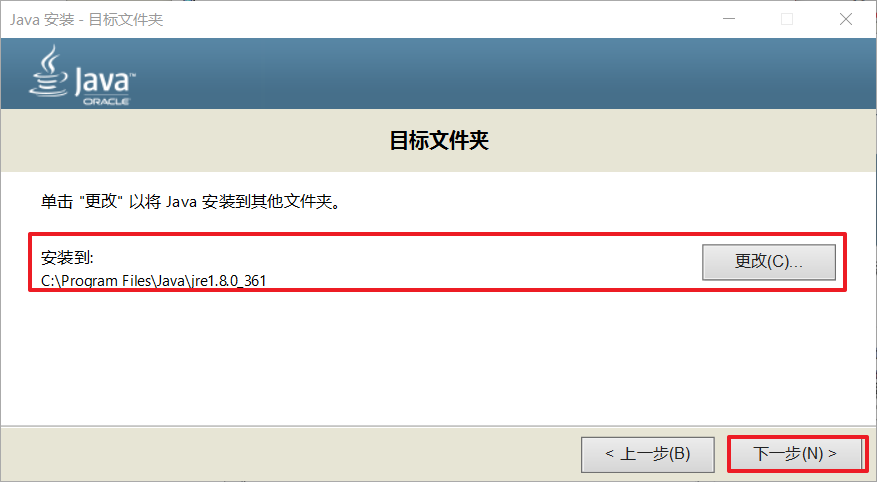 Java 安装 - 目标文件夹
Java™
ORACLE
目标文件夹
单击 "更改" 以将 Java 安装到其他文件夹。
安装到:
更改(C)...
C:\Program Files\Java\jre1.8.0_361
< 上一步(B)
下一步(N) >